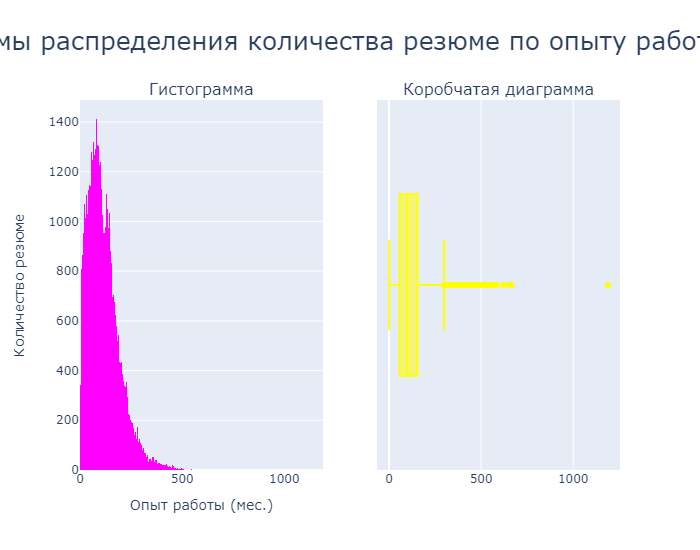 мы распределения количества резюме по опыту рабо
Гистограмма
Коробчатая диаграмма
1400
1200
1000
800
600
400
200
0
Количество резюме
0 500 1000
Опыт работы (мес.)
0 500 1000